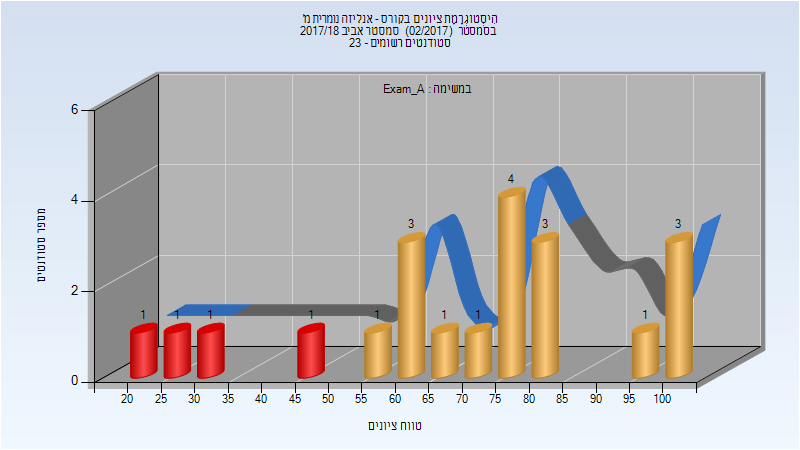 היסטוגרמת ציונים בקורס - אנליזה נומרית מ'
בסמסטר (02/2017) סמסטר אביב 2017/18
סטודנטים רשומים - 23
במשימה : Exam_A
מספר סטודנטים
6
4
2
0
1 1 1 1 1 3 1 1 4 3 1 3
20 25 30 35 40 45 50 55 60 65 70 75 80 85 90 95 100
טווח ציונים